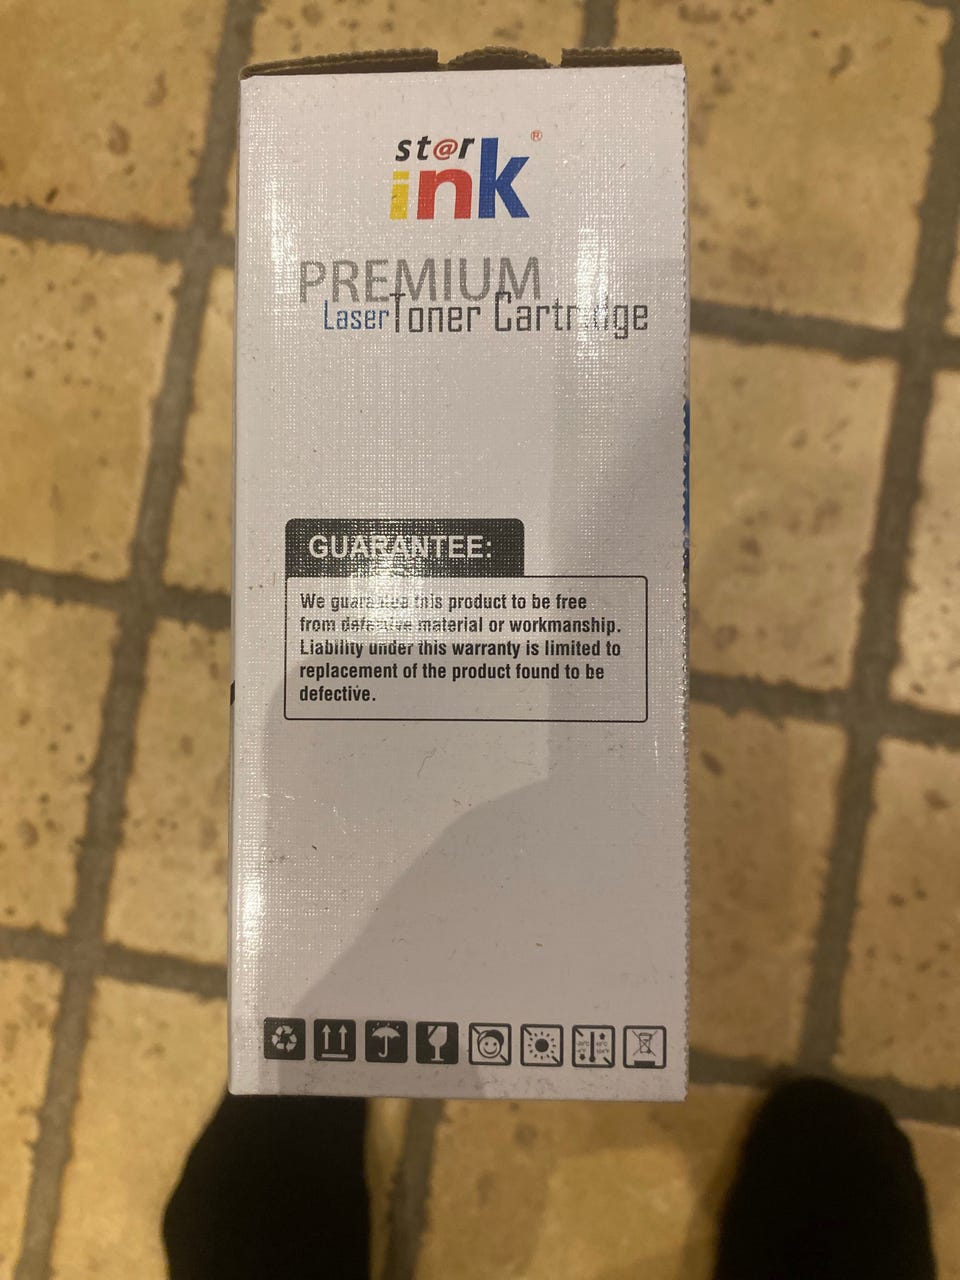 st@r ®
ink
PREMIUM
Laser Toner Cartridge
GUARANTEE:
We guarantee this product to be free
from defective material or workmanship.
Liability under this warranty is limited to
replacement of the product found to be
defective.